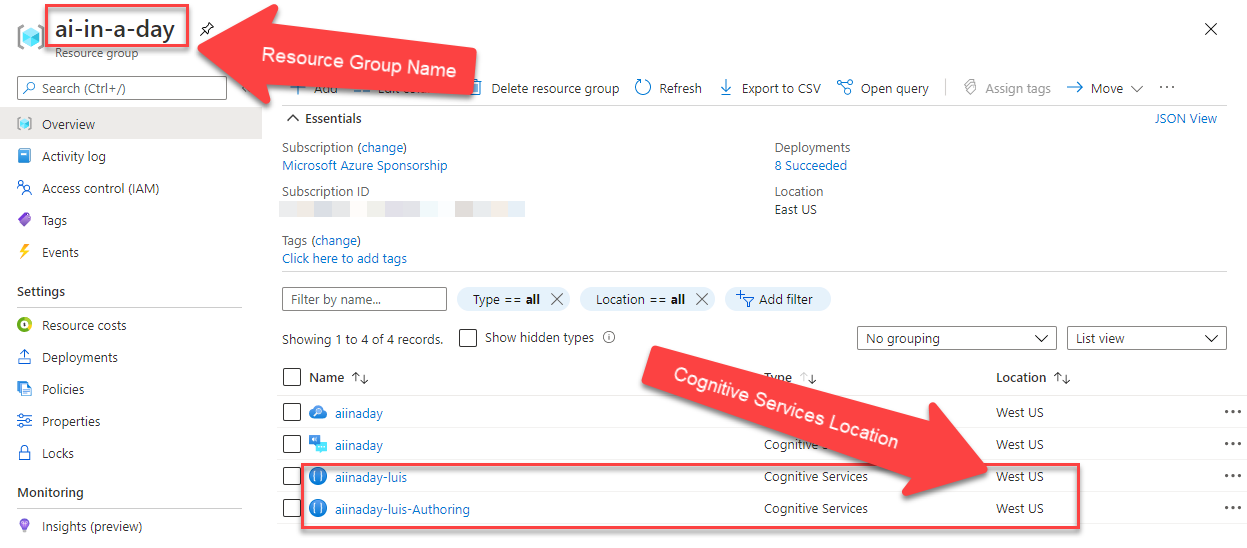 ai-in-a-day
Resource group
Resource Group Name
Search (Ctrl+/)
Add
Delete resource group
Refresh
Export to CSV
Open query
Assign tags
Move
Overview
Activity log
Access control (IAM)
Tags
Events
Settings
Resource costs
Deployments
Policies
Properties
Locks
Monitoring
Insights (preview)
Essentials
JSON View
Subscription (change)
Microsoft Azure Sponsorship
Deployments
8 Succeeded
Subscription ID
Location
East US
Tags (change)
Click here to add tags
Filter by name...
Type == all
Location == all
Add filter
Showing 1 to 4 of 4 records.
Show hidden types
No grouping
List view
Cognitive Services Location
Name
Type
Location
aiinaday
West US
aiinaday
Cognitive
West US
aiinaday-luis
Cognitive Services
West US
aiinaday-luis-Authoring
Cognitive Services
West US